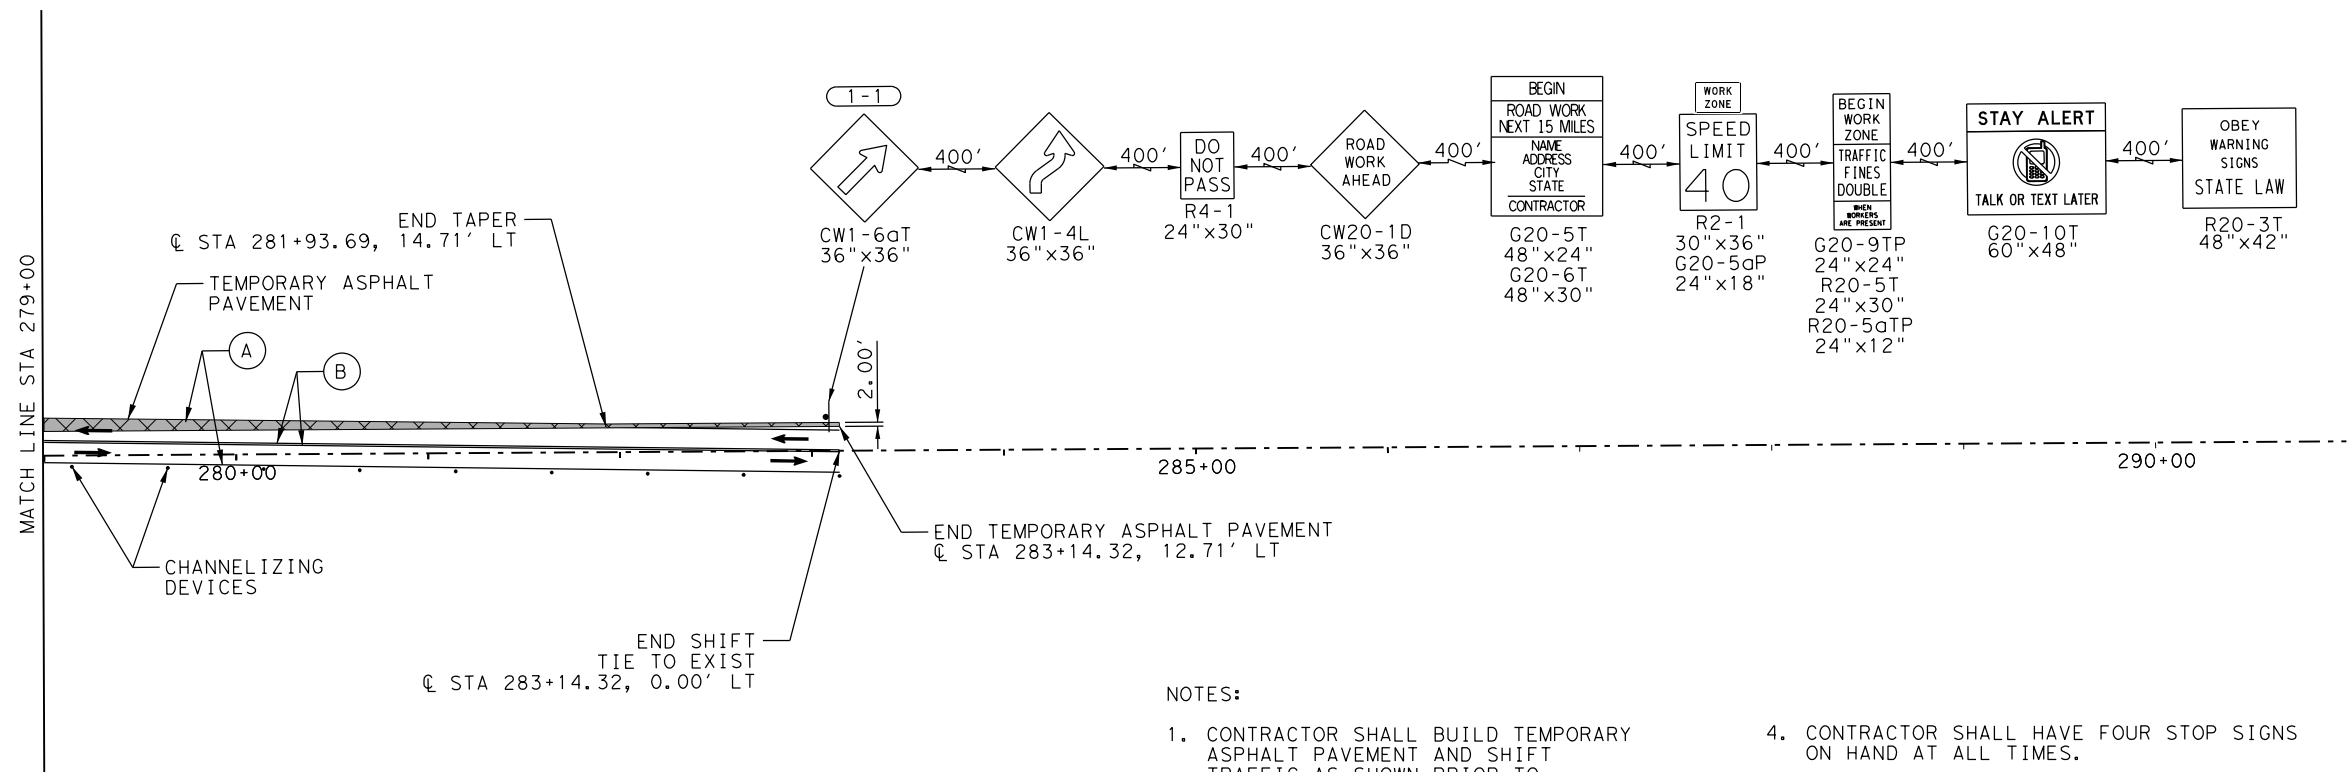 1-1
400'
400'
400'
400'
400'
400'
400'
400'
DO
NOT
PASS
R4-1
24"x30"
ROAD
WORK
AHEAD
CW20-1D
36"x36"
BEGIN
ROAD WORK
NEXT 15 MILES
NAME
ADDRESS
CITY
STATE
CONTRACTOR
G20-5T
48"x24"
G20-6T
48"x30"
WORK
ZONE
SPEED
LIMIT
40
R2-1
30"x36"
G20-5aP
24"x18"
BEGIN
WORK
ZONE
TRAFFIC
FINES
DOUBLE
WHEN
WORKERS
ARE PRESENT
G20-9TP
24"x24"
R20-5T
24"x30"
R20-5aTP
24"x12"
STAY ALERT
TALK OR TEXT LATER
G20-10T
60"x48"
OBEY
WARNING
SIGNS
STATE LAW
R20-3T
48"x42"
CW1-6aT
36"x36"
CW1-4L
36"x36"
END TAPER
℄ STA 281+93.69, 14.71' LT
TEMPORARY ASPHALT
PAVEMENT
MATCH LINE STA 279+00
A
B
2.00'
280+00
285+00
290+00
END TEMPORARY ASPHALT PAVEMENT
℄ STA 283+14.32, 12.71' LT
CHANNELIZING
DEVICES
END SHIFT
TIE TO EXIST
℄ STA 283+14.32, 0.00' LT
NOTES:
1. CONTRACTOR SHALL BUILD TEMPORARY
ASPHALT PAVEMENT AND SHIFT
TRAFFIC AS SHOWN PRIOR TO
4. CONTRACTOR SHALL HAVE FOUR STOP SIGNS
ON HAND AT ALL TIMES.